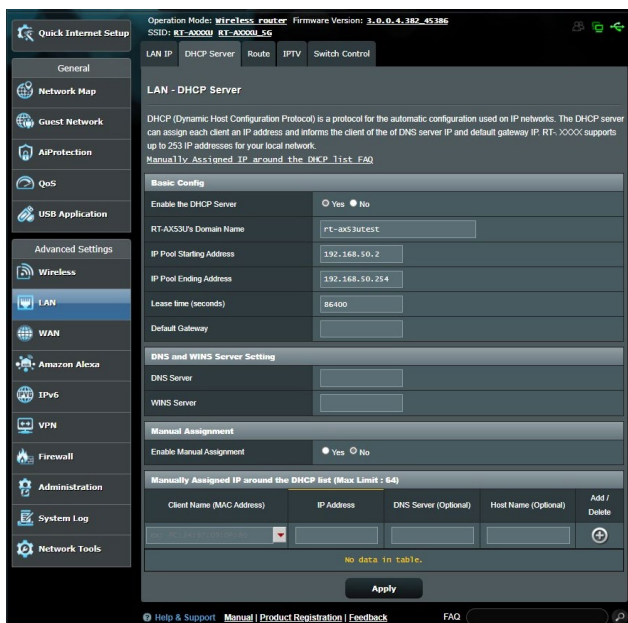 Quick Internet Setup
General
Network Map
Guest Network
AiProtection
QoS
USB Application
Advanced Settings
Wireless
LAN
WAN
Amazon Alexa
IPv6
VPN
Firewall
Administration
System Log
Network Tools
Operation Mode: Wireless router Firmware Version: 3.0.0.4.382_45386
SSID: RT-AXXXU RT-AXXXU_5G
LAN IP DHCP Server Route IPTV Switch Control
LAN - DHCP Server
DHCP (Dynamic Host Configuration Protocol) is a protocol for the automatic configuration used on IP networks. The DHCP server
can assign each client an IP address and informs the client of the of DNS server IP and default gateway IP. RT-. XXXX supports
up to 253 IP addresses for your local network.
Manually Assigned IP around the DHCP list FAQ
Basic Config
Enable the DHCP Server Yes No
RT-AX53U's Domain Name rt-ax53utest
IP Pool Starting Address 192.168.50.2
IP Pool Ending Address 192.168.50.254
Lease time (seconds) 86400
Default Gateway
DNS and WINS Server Setting
DNS Server
WINS Server
Manual Assignment
Enable Manual Assignment Yes No
Manually Assigned IP around the DHCP list (Max Limit : 64)
Client Name (MAC Address) IP Address DNS Server (Optional) Host Name (Optional) Add / Delete
No data in table.
Apply
Help & Support Manual | Product Registration | Feedback FAQ